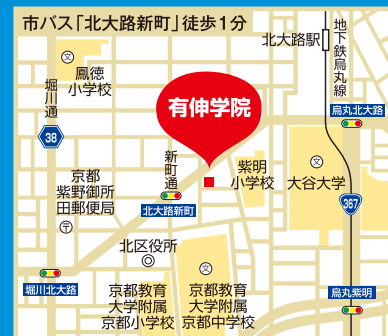 市バス「北大路新町」徒歩1分
北大路駅
地下鉄烏丸線
文
鳳徳
小学校
堀川通
有伸学院
烏丸北大路
38
新町通
紫明
小学校
文
大谷大学
京都
紫野御所
田郵便局
〒
北大路新町
367
北区役所
堀川北大路
京都教育
大学附属
京都小学校
文
京都教育
大学附属
京都中学校
烏丸紫明